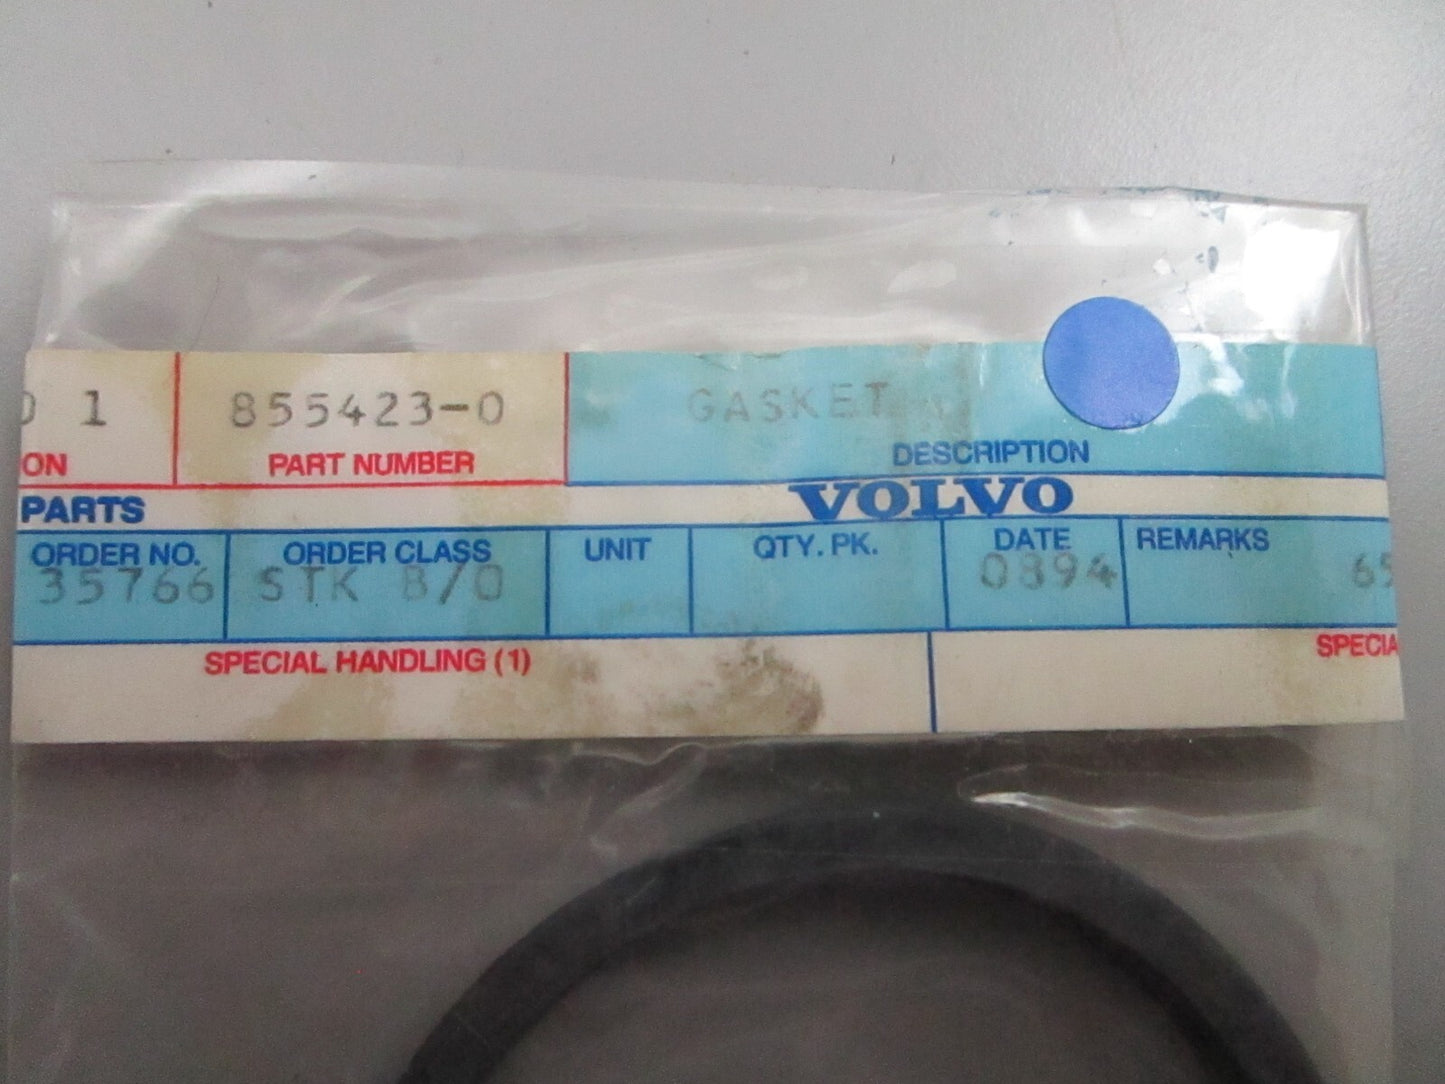 1 855423-0 GASKET
ON PART NUMBER DESCRIPTION
PARTS VOLVO
ORDER NO. ORDER CLASS UNIT QTY. PK. DATE REMARKS
35766 STK B/O 0894 65
SPECIAL HANDLING (1) SPECIA